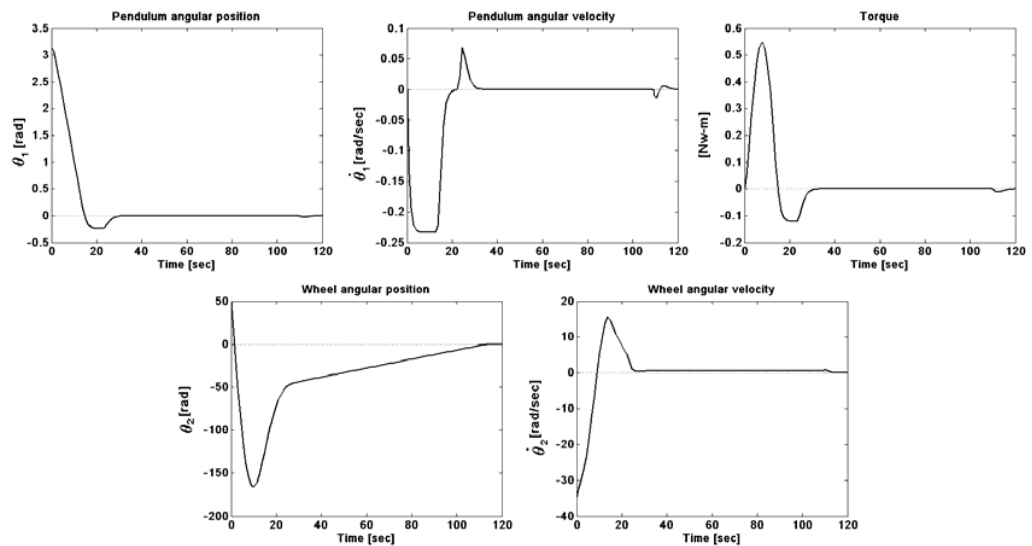 Pendulum angular position
3.5
3
2.5
2
1.5
1
0.5
0
-0.5
θ1 [rad]
0 20 40 60 80 100 120
Time [sec]
Pendulum angular velocity
0.1
0.05
0
-0.05
-0.1
-0.15
-0.2
-0.25
θ̇1 [rad/sec]
0 20 40 60 80 100 120
Time [sec]
Torque
0.6
0.5
0.4
0.3
0.2
0.1
0
-0.1
-0.2
[Nw-m]
0 20 40 60 80 100 120
Time [sec]
Wheel angular position
50
0
-50
-100
-150
-200
θ2 [rad]
0 20 40 60 80 100 120
Time [sec]
Wheel angular velocity
20
10
0
-10
-20
-30
-40
θ̇2 [rad/sec]
0 20 40 60 80 100 120
Time [sec]